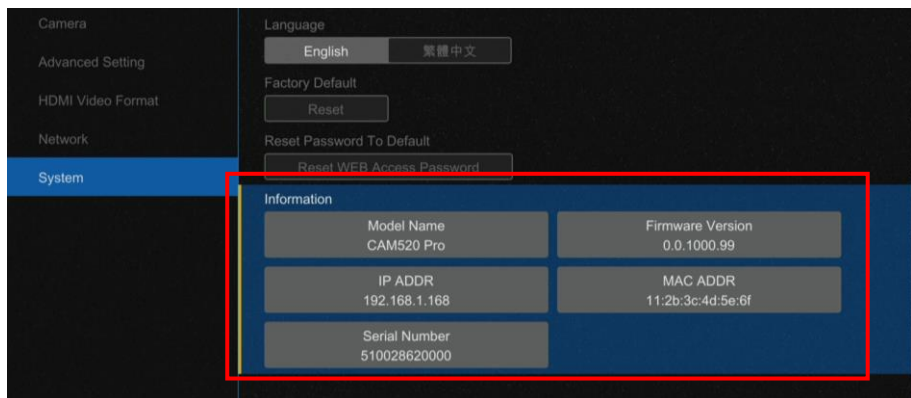 Camera
Advanced Setting
HDMI Video Format
Network
System
Language
English
繁體中文
Factory Default
Reset
Reset Password To Default
Reset WEB Access Password
Information
Model Name
CAM520 Pro
Firmware Version
0.0.1000.99
IP ADDR
192.168.1.168
MAC ADDR
11:2b:3c:4d:5e:6f
Serial Number
510028620000